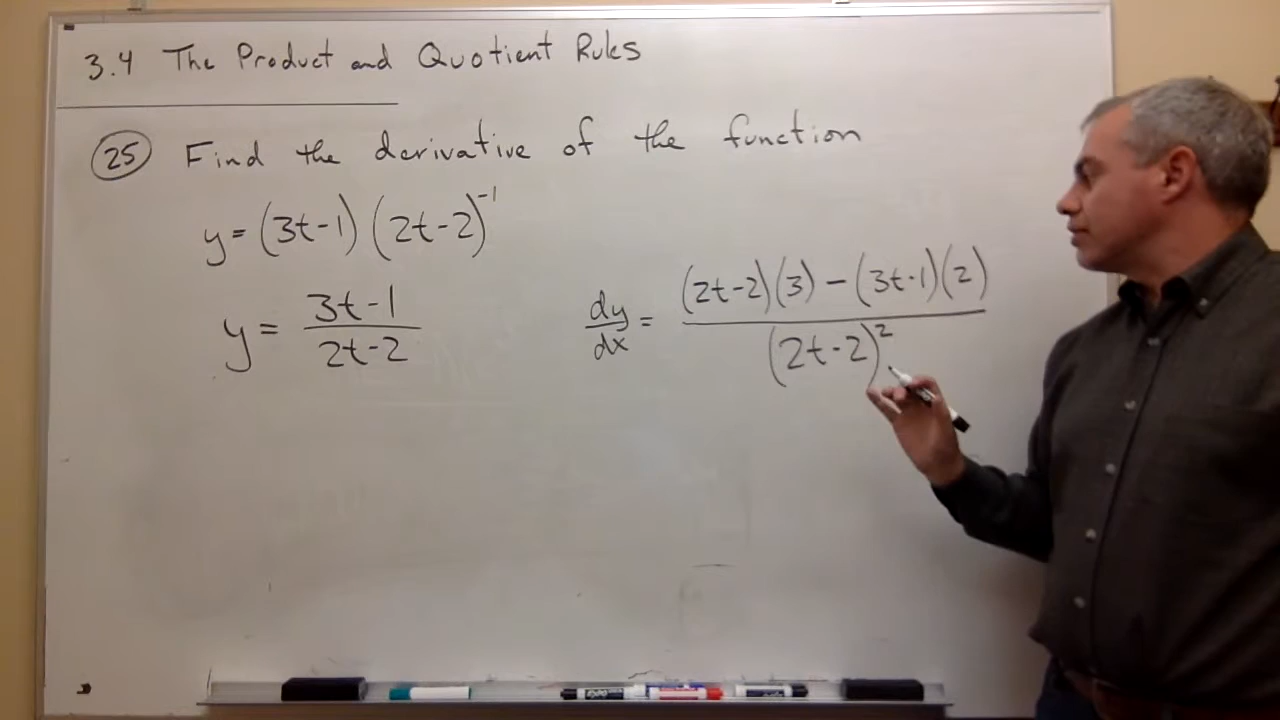 3.4 The Product and Quotient Rules
25 Find the derivative of the function
y = (3t-1)(2t-2)^-1
y = 3t-1 / 2t-2
dy/dx = (2t-2)(3) - (3t-1)(2) / (2t-2)^2